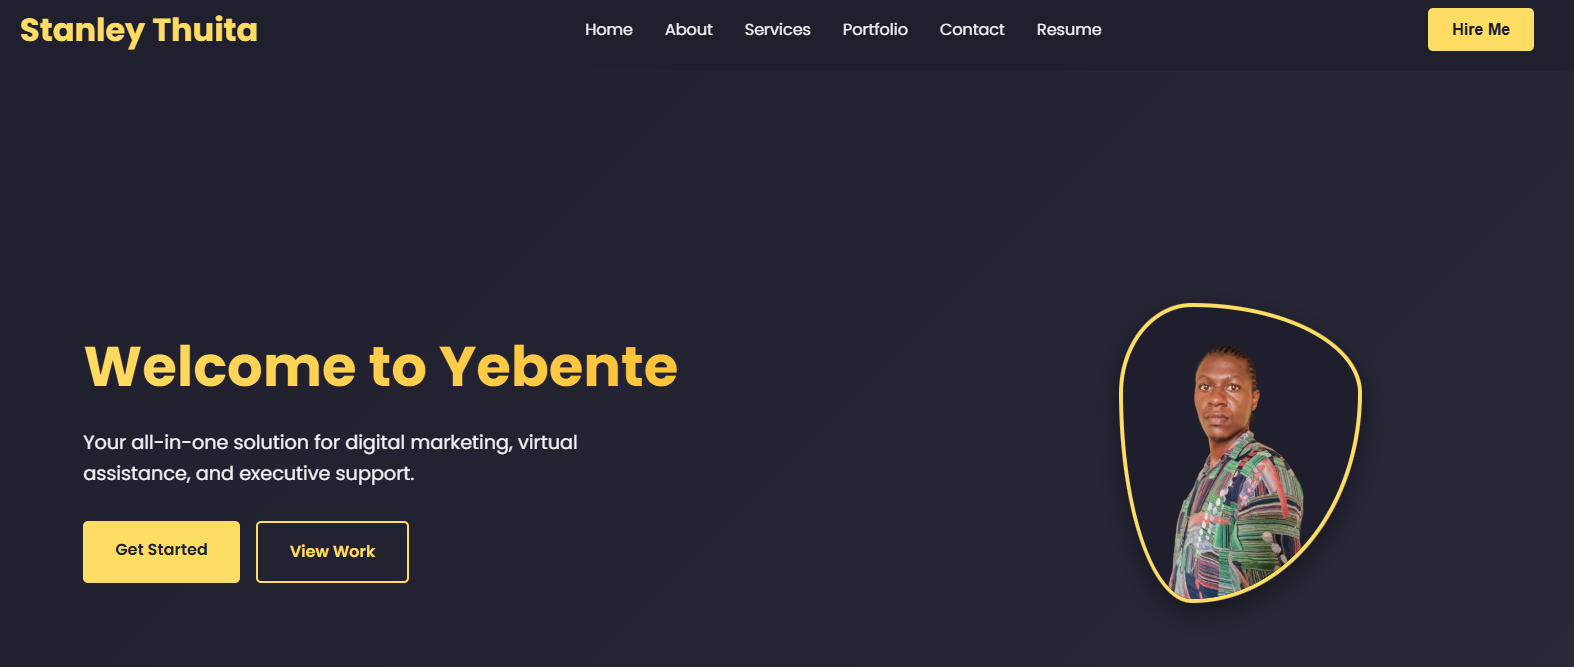 Stanley Thuita
Home About Services Portfolio Contact Resume
Hire Me
Welcome to Yebente
Your all-in-one solution for digital marketing, virtual
assistance, and executive support.
Get Started
View Work